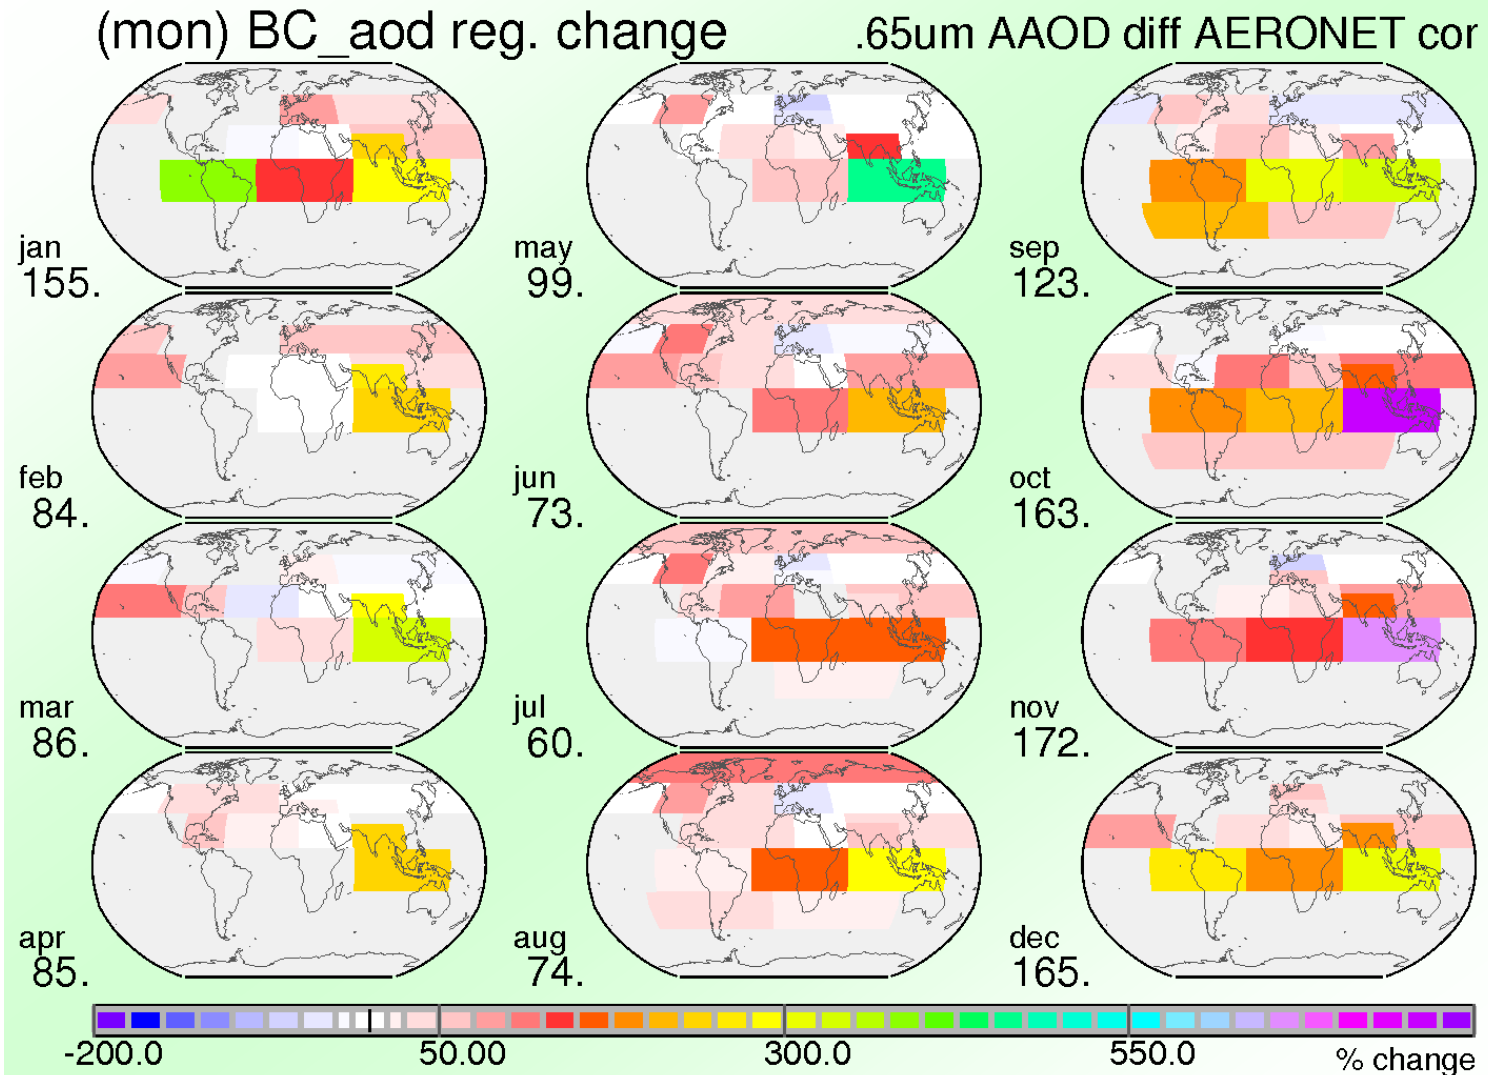 (mon) BC_aod reg. change
.65um AAOD diff AERONET cor
jan
155.
may
99.
sep
123.
feb
84.
jun
73.
oct
163.
mar
86.
jul
60.
nov
172.
apr
85.
aug
74.
dec
165.
-200.0 50.00 300.0 550.0 % change